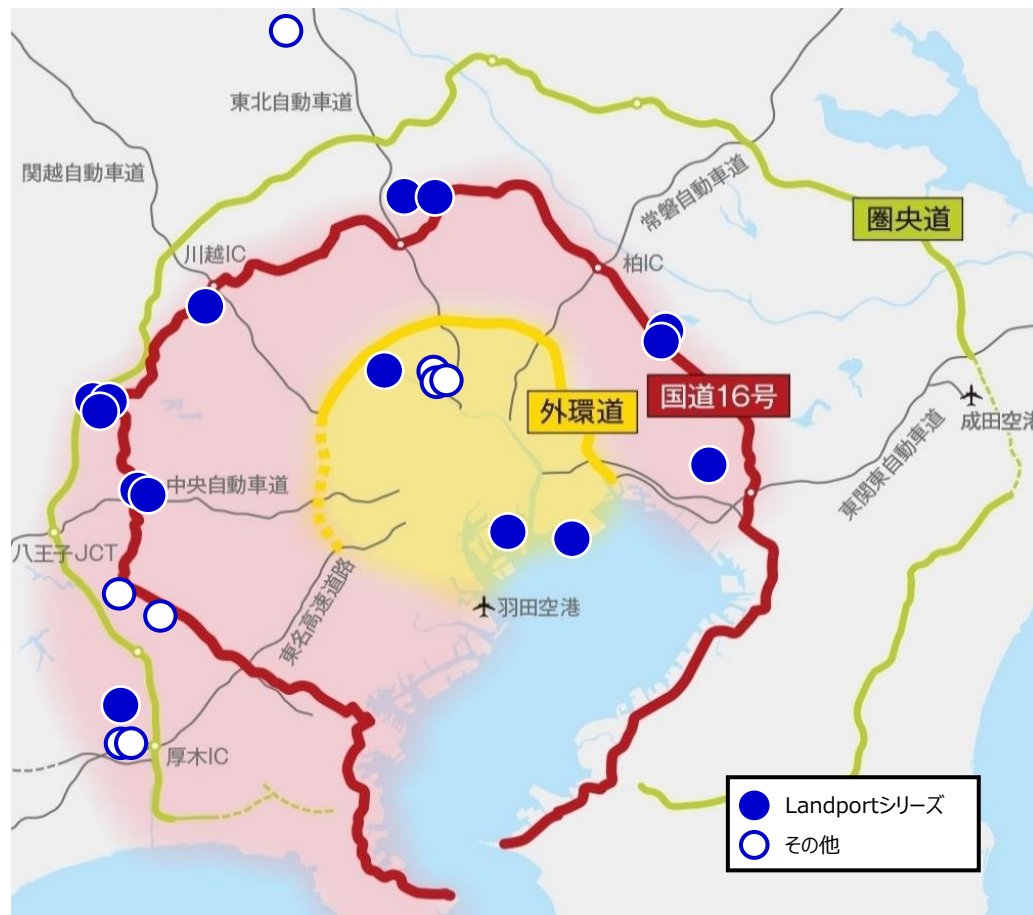 東北自動車道
関越自動車道
常磐自動車道
圏央道
川越IC
柏IC
国道16号
外環道
成田空港
中央自動車道
東関東自動車道
八王子JCT
羽田空港
東名高速道路
厚木IC
Landportシリーズ
その他